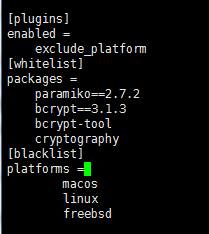 [plugins]
enabled =
    exclude_platform
[whitelist]
packages =
    paramiko==2.7.2
    bcrypt==3.1.3
    bcrypt-tool
    cryptography
[blacklist]
platforms =
        macos
        linux
        freebsd